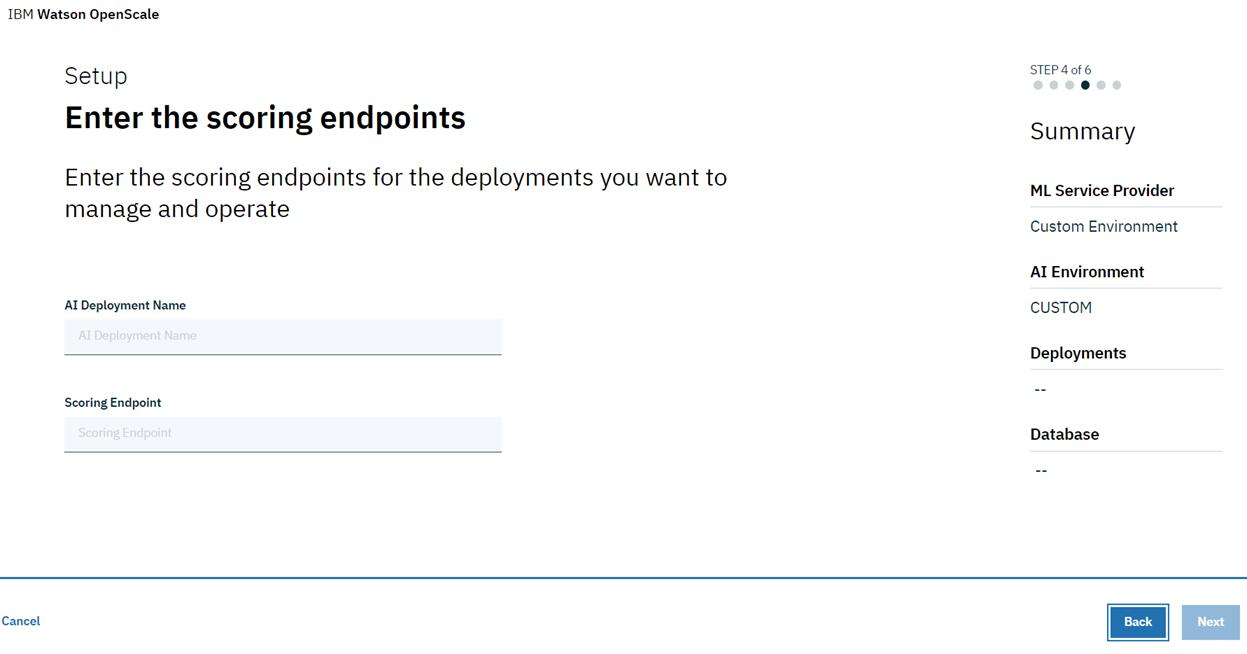 IBM Watson OpenScale
Setup
Enter the scoring endpoints
Enter the scoring endpoints for the deployments you want to
manage and operate
AI Deployment Name
AI Deployment Name
Scoring Endpoint
Scoring Endpoint
STEP 4 of 6
Summary
ML Service Provider
Custom Environment
AI Environment
CUSTOM
Deployments
--
Database
--
Cancel
Back
Next